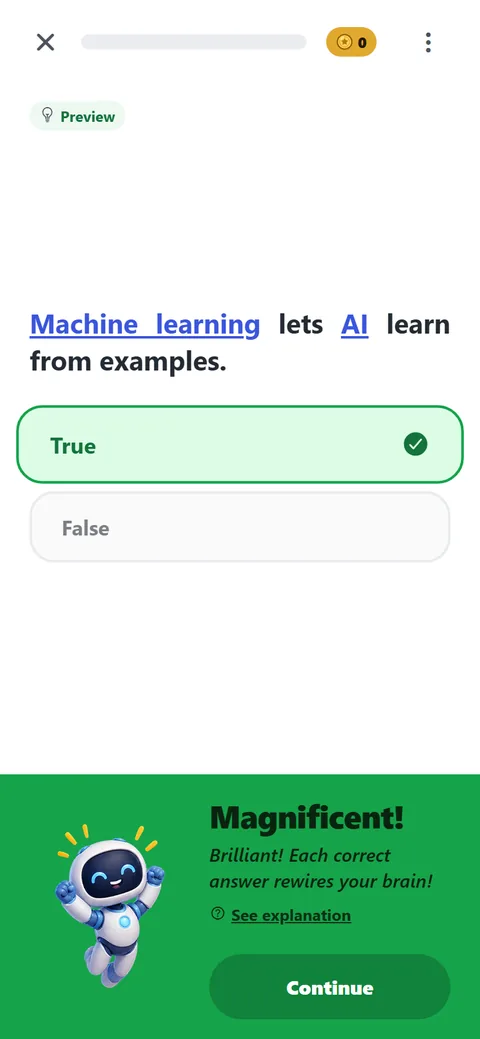 0
Preview
Machine learning lets AI learn
from examples.
True
False
Magnificent!
Brilliant! Each correct
answer rewires your brain!
See explanation
Continue